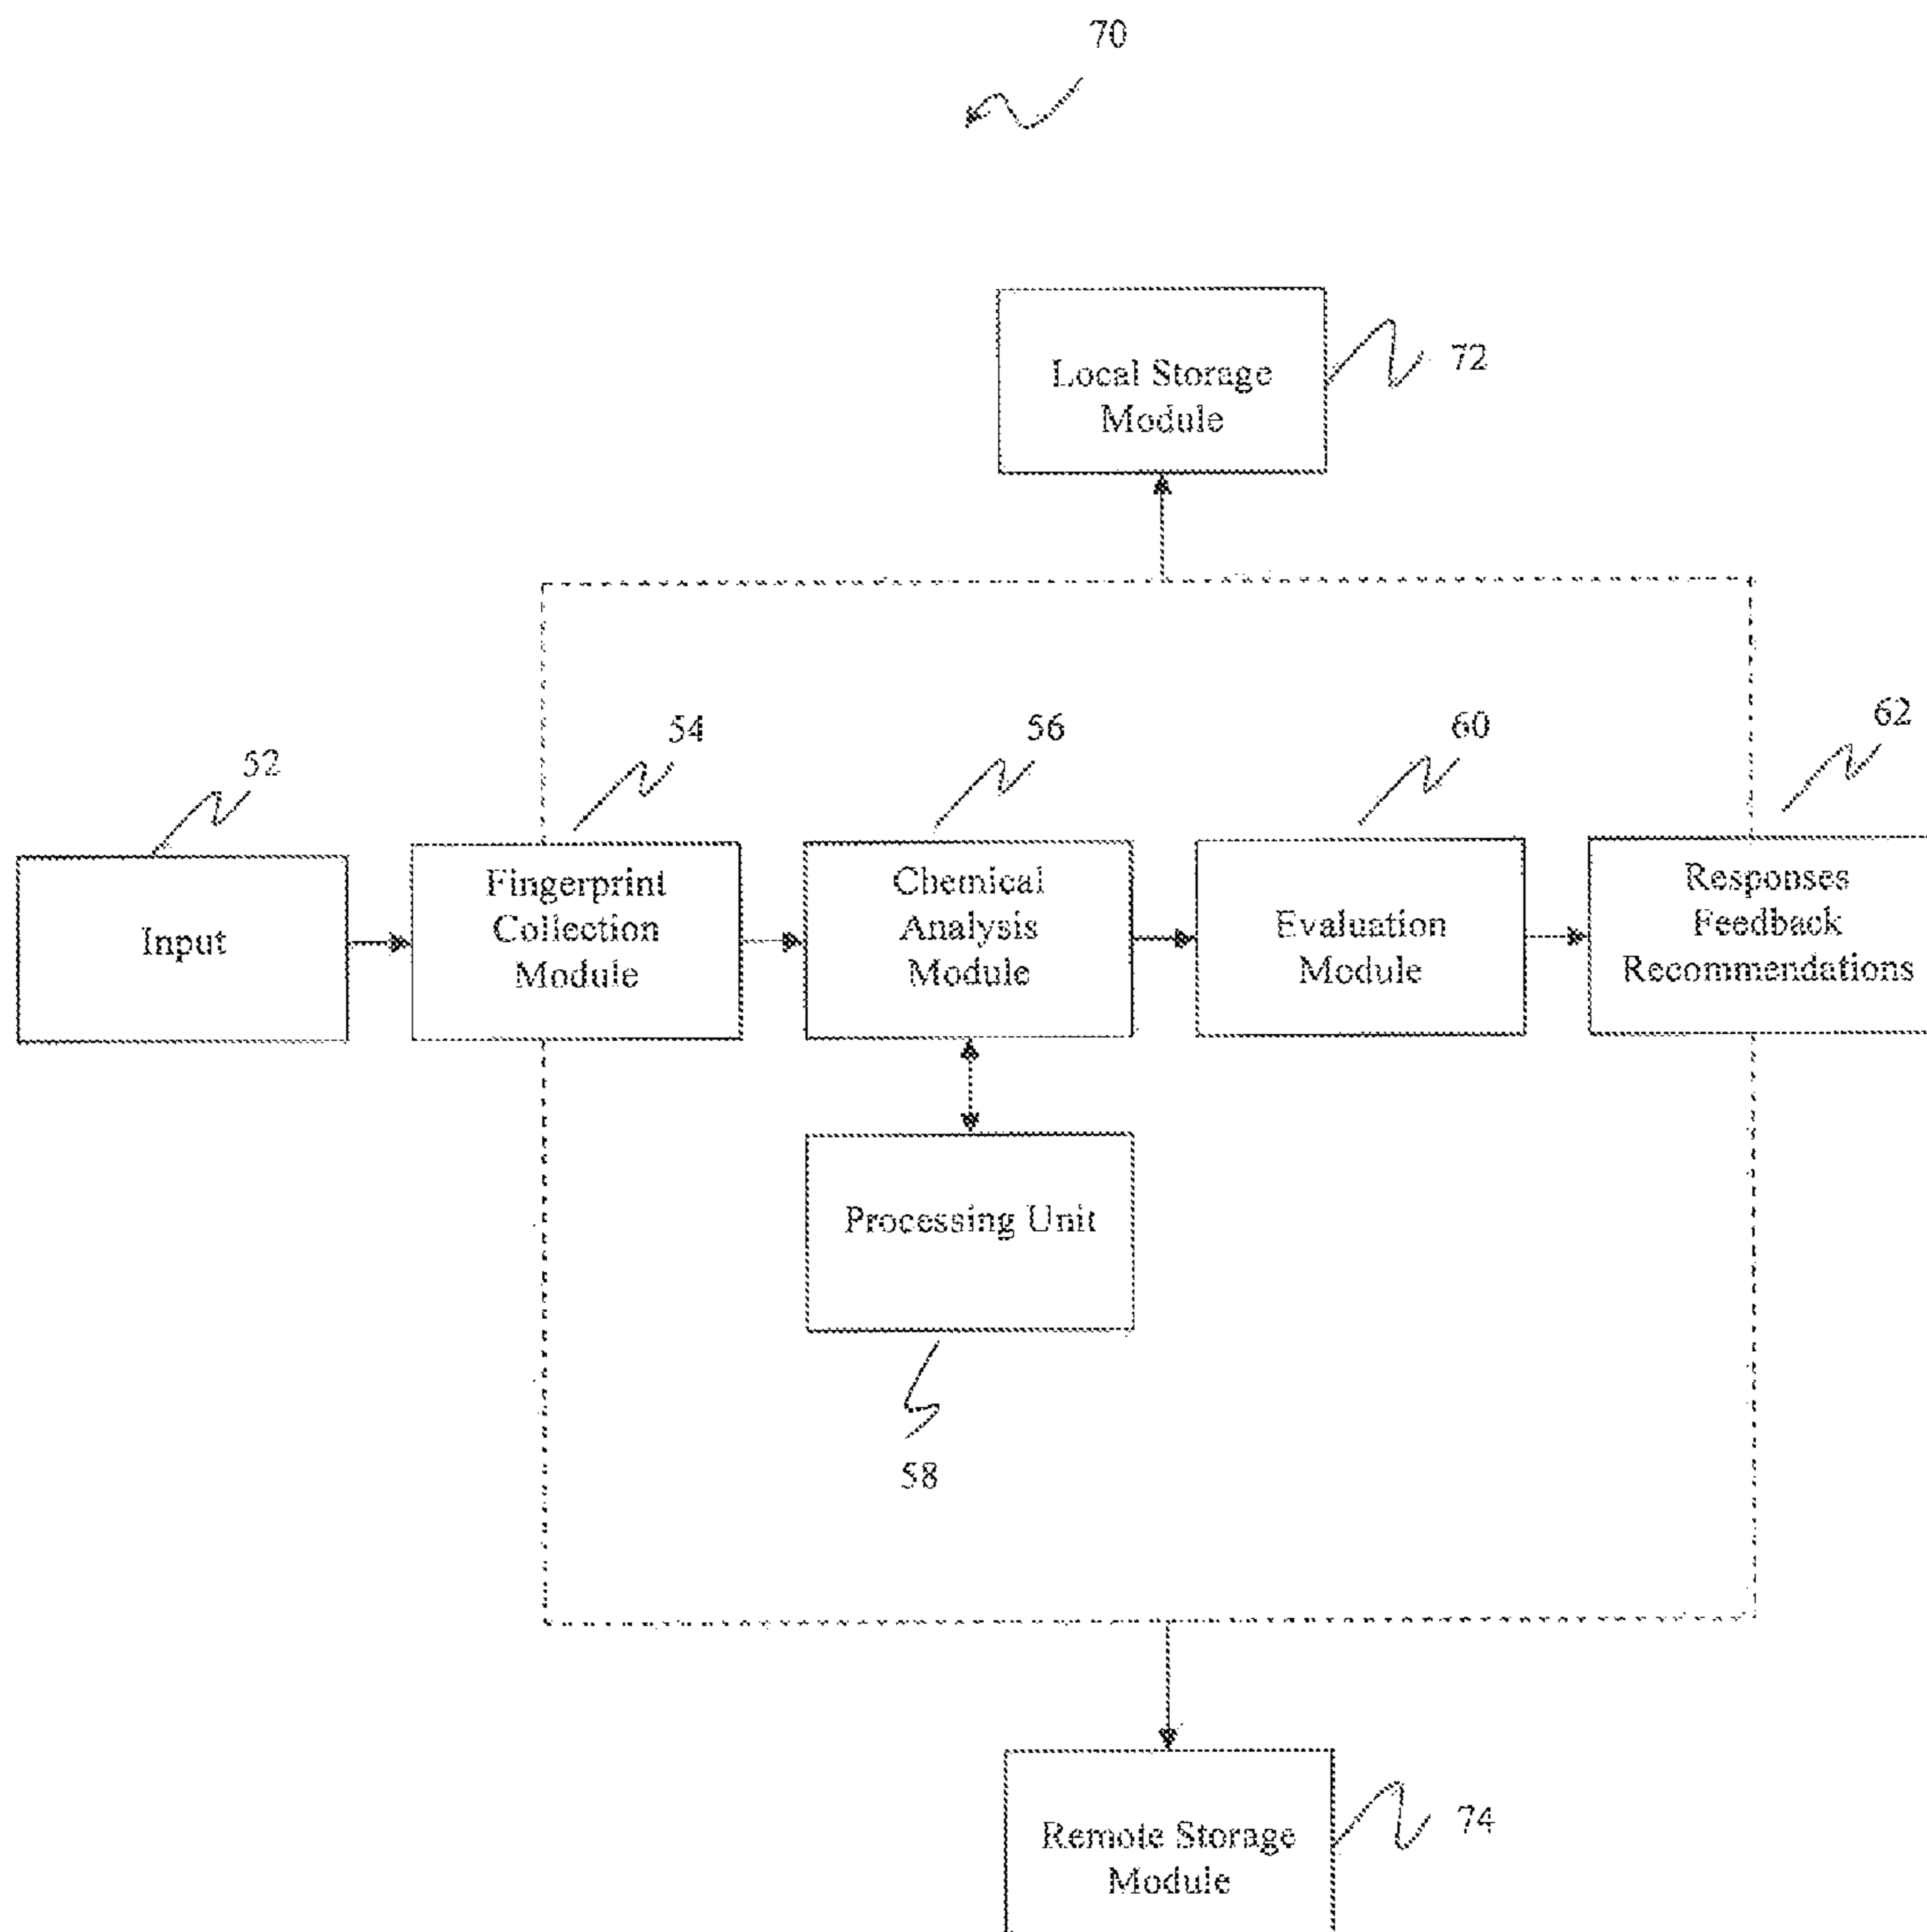 70
Local Storage
Module
72
52
54
56
60
62
Input
Fingerprint
Collection
Module
Chemical
Analysis
Module
Evaluation
Module
Responses
Feedback
Recommendations
Processing Unit
58
Remote Storage
Module
74